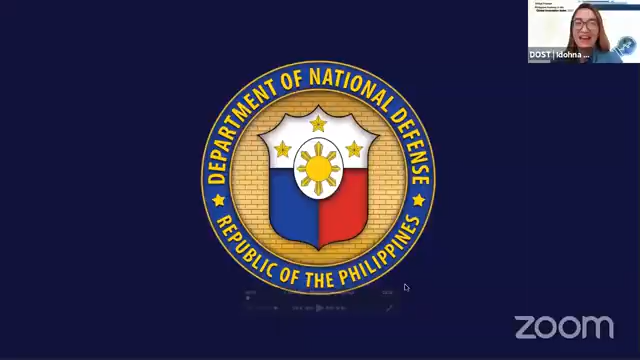 DEPARTMENT OF NATIONAL DEFENSE
REPUBLIC OF THE PHILIPPINES
DOST | Idohna ...
zoom